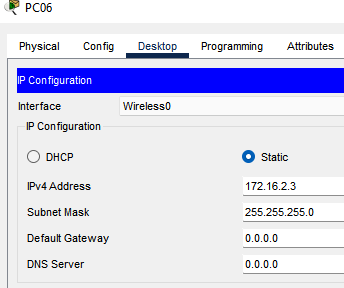 PC06
Physical Config Desktop Programming Attributes
IP Configuration
Interface Wireless0
IP Configuration
DHCP Static
IPv4 Address 172.16.2.3
Subnet Mask 255.255.255.0
Default Gateway 0.0.0.0
DNS Server 0.0.0.0